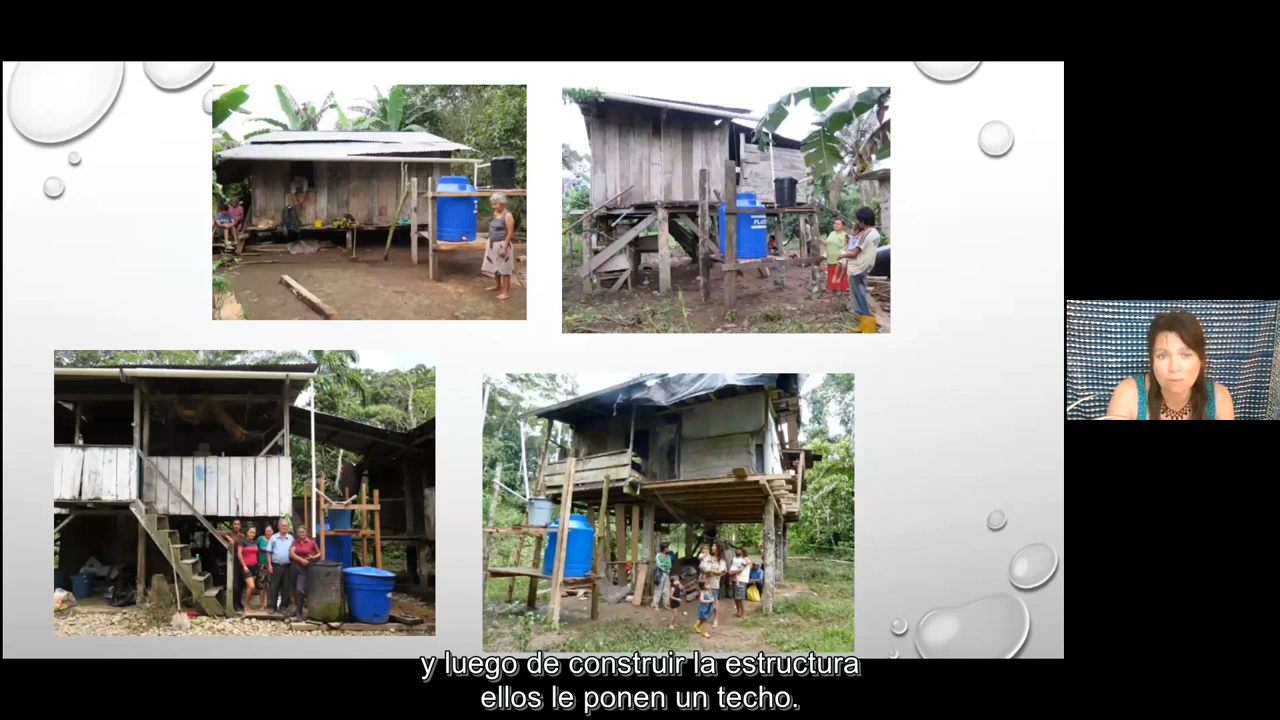 y luego de construir la estructura
ellos le ponen un techo.